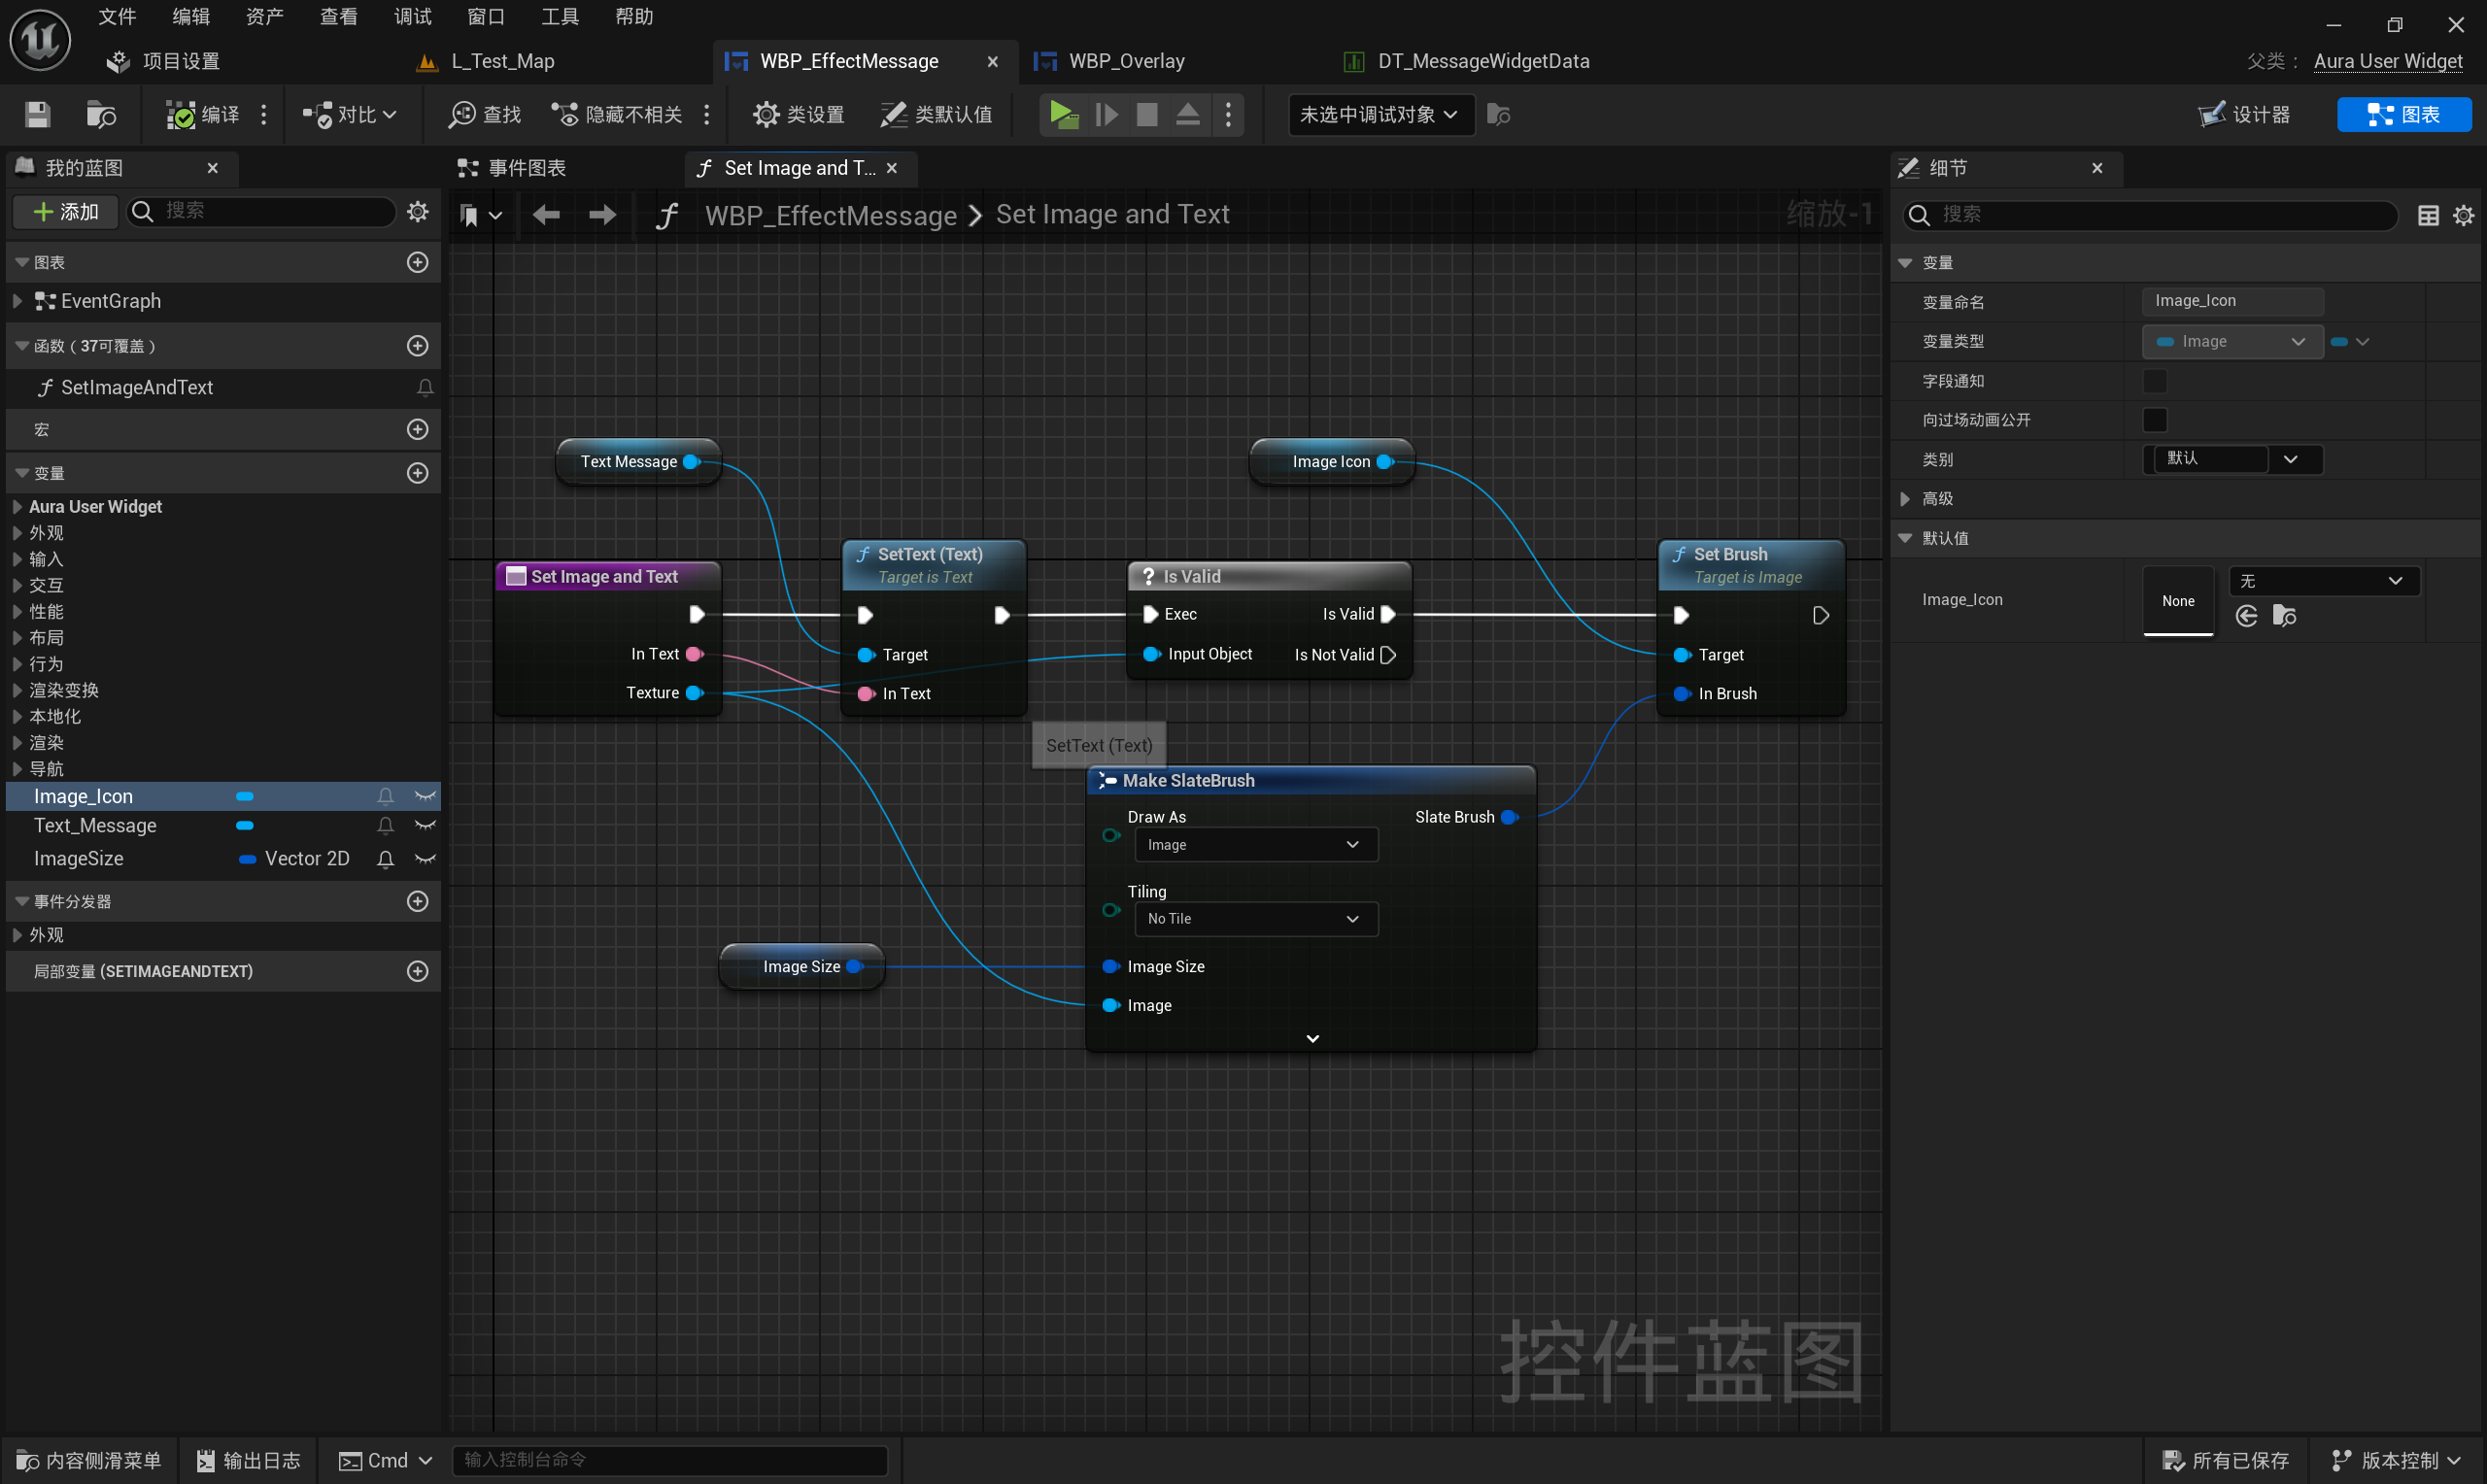 文件 编辑 资产 查看 调试 窗口 工具 帮助
项目设置 L_Test_Map WBP_EffectMessage WBP_Overlay DT_MessageWidgetData 父类： Aura User Widget
编译 对比 查找 隐藏不相关 类设置 类默认值 未选中调试对象 设计器 图表
我的蓝图
添加 搜索
图表
EventGraph
函数（37可覆盖）
SetImageAndText
宏
变量
Aura User Widget
外观
输入
交互
性能
布局
行为
渲染变换
本地化
渲染
导航
Image_Icon
Text_Message
ImageSize Vector 2D
事件分发器
外观
局部变量 (SETIMAGEANDTEXT)
事件图表 Set Image and T...
WBP_EffectMessage > Set Image and Text 缩放-1
Text Message
Image Icon
Set Image and Text
In Text
Texture
SetText (Text)
Target is Text
Target
In Text
Is Valid
Exec Is Valid
Input Object Is Not Valid
Set Brush
Target is Image
Target
In Brush
SetText (Text)
Make SlateBrush
Draw As Slate Brush
Image
Tiling
No Tile
Image Size
Image
Image Size
控件蓝图
细节
搜索
变量
变量命名 Image_Icon
变量类型 Image
字段通知
向过场动画公开
类别 默认
高级
默认值
Image_Icon None 无
内容侧滑菜单 输出日志 Cmd 输入控制台命令 所有已保存 版本控制